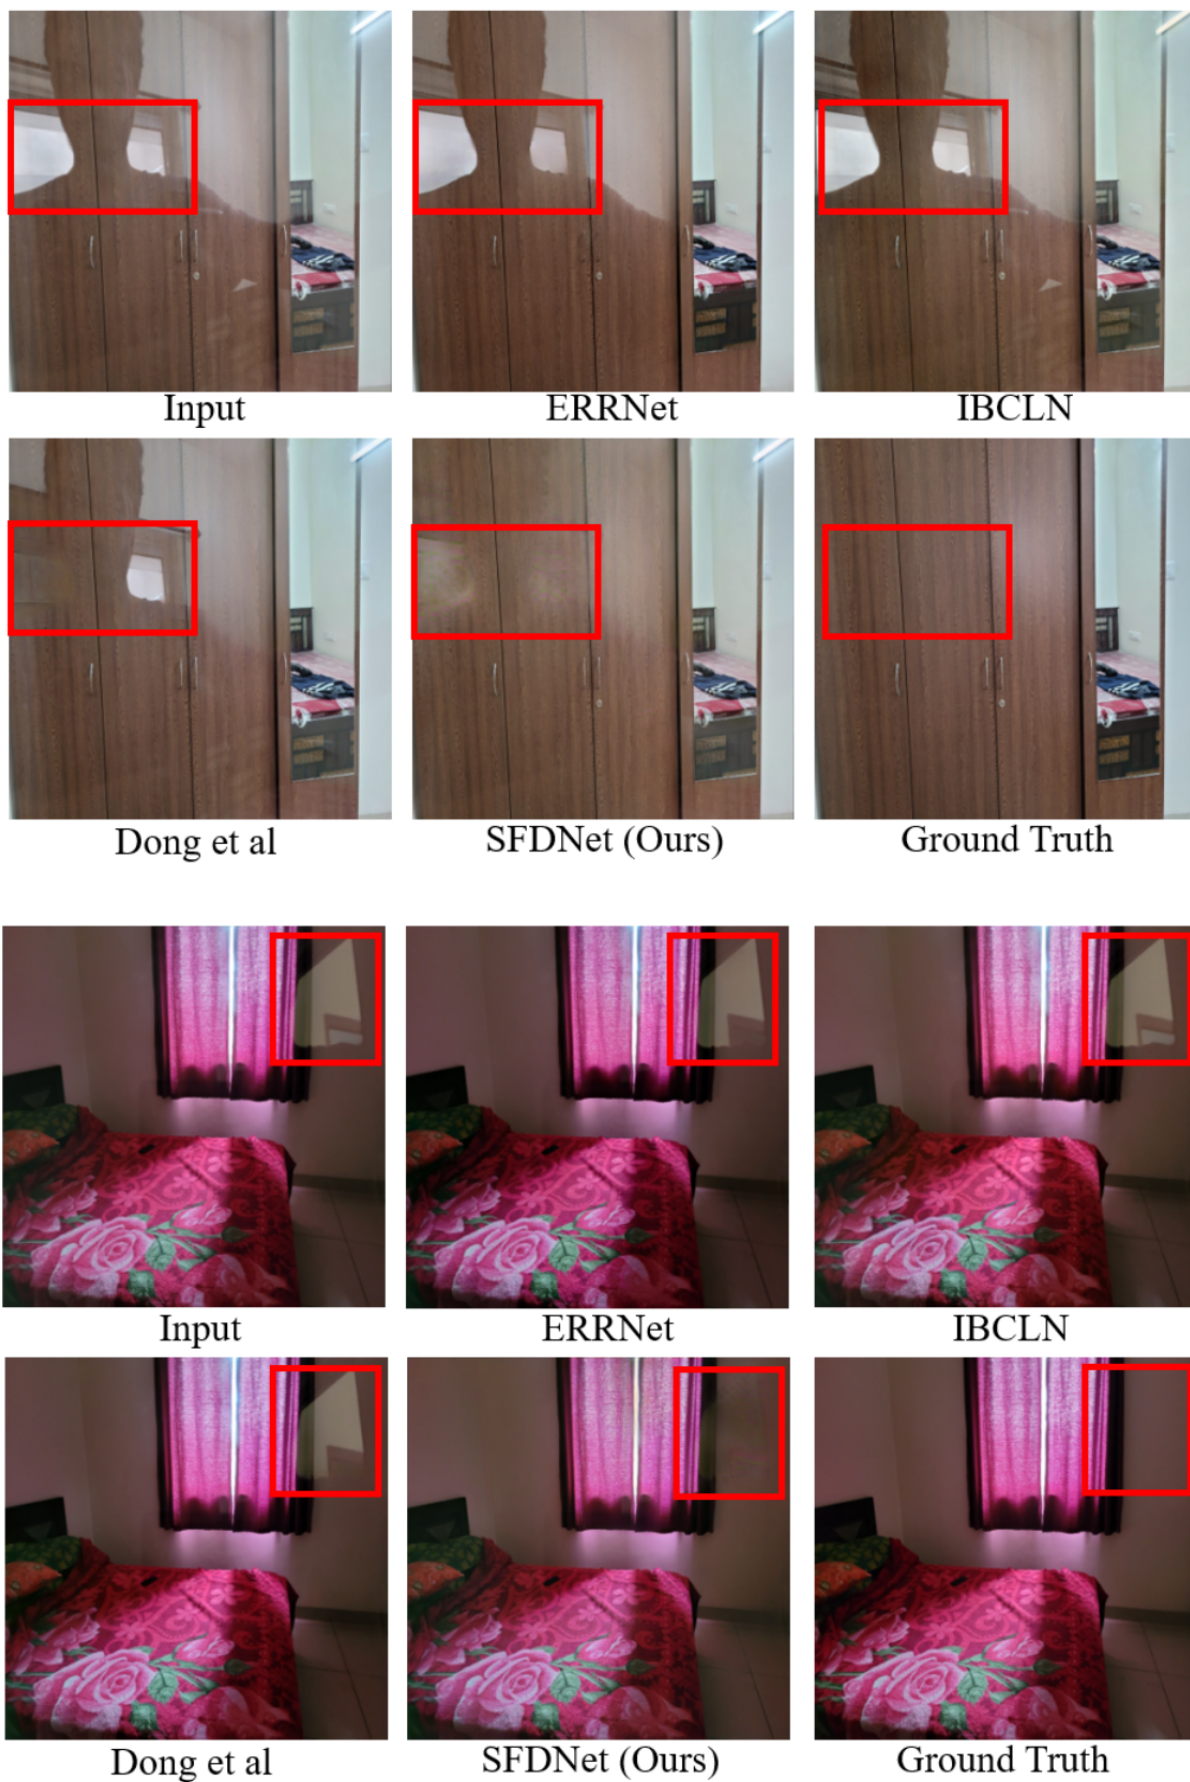 Input
ERRNet
IBCLN
Dong et al
SFDNet (Ours)
Ground Truth
Input
ERRNet
IBCLN
Dong et al
SFDNet (Ours)
Ground Truth